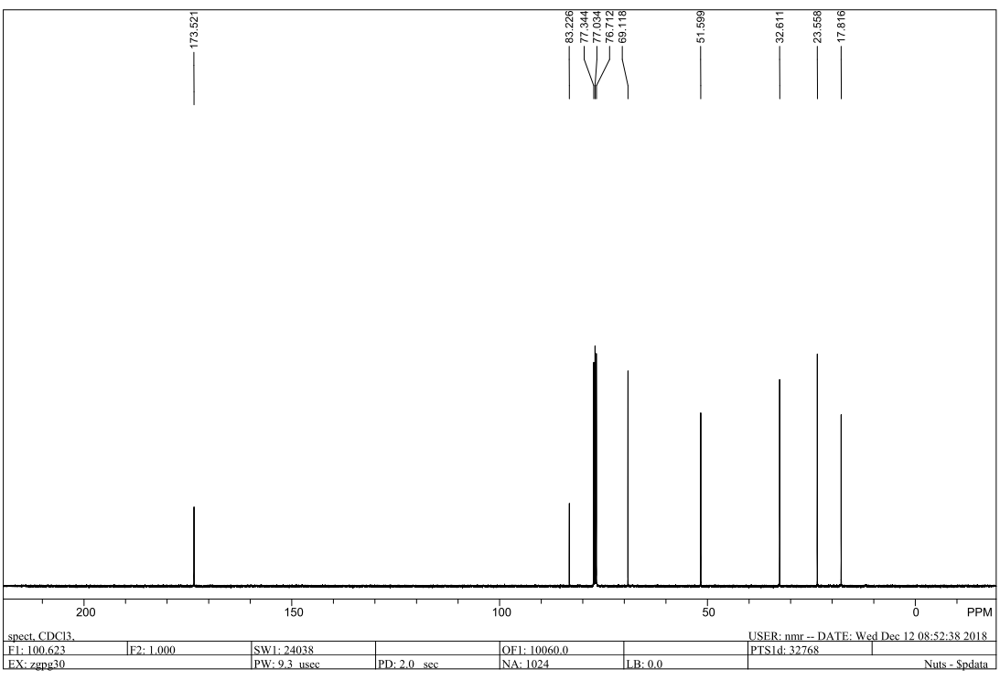 173.521
83.226
77.344
77.034
76.712
69.118
51.599
32.611
23.558
17.816
200 150 100 50 0 PPM
spect, CDCl3, USER: nmr -- DATE: Wed Dec 12 08:52:38 2018
F1: 100.623 F2: 1.000 SW1: 24038 OF1: 10060.0 PTS1d: 32768
EX: zgpg30 PW: 9.3 usec PD: 2.0 sec NA: 1024 LB: 0.0 Nuts - $pdata